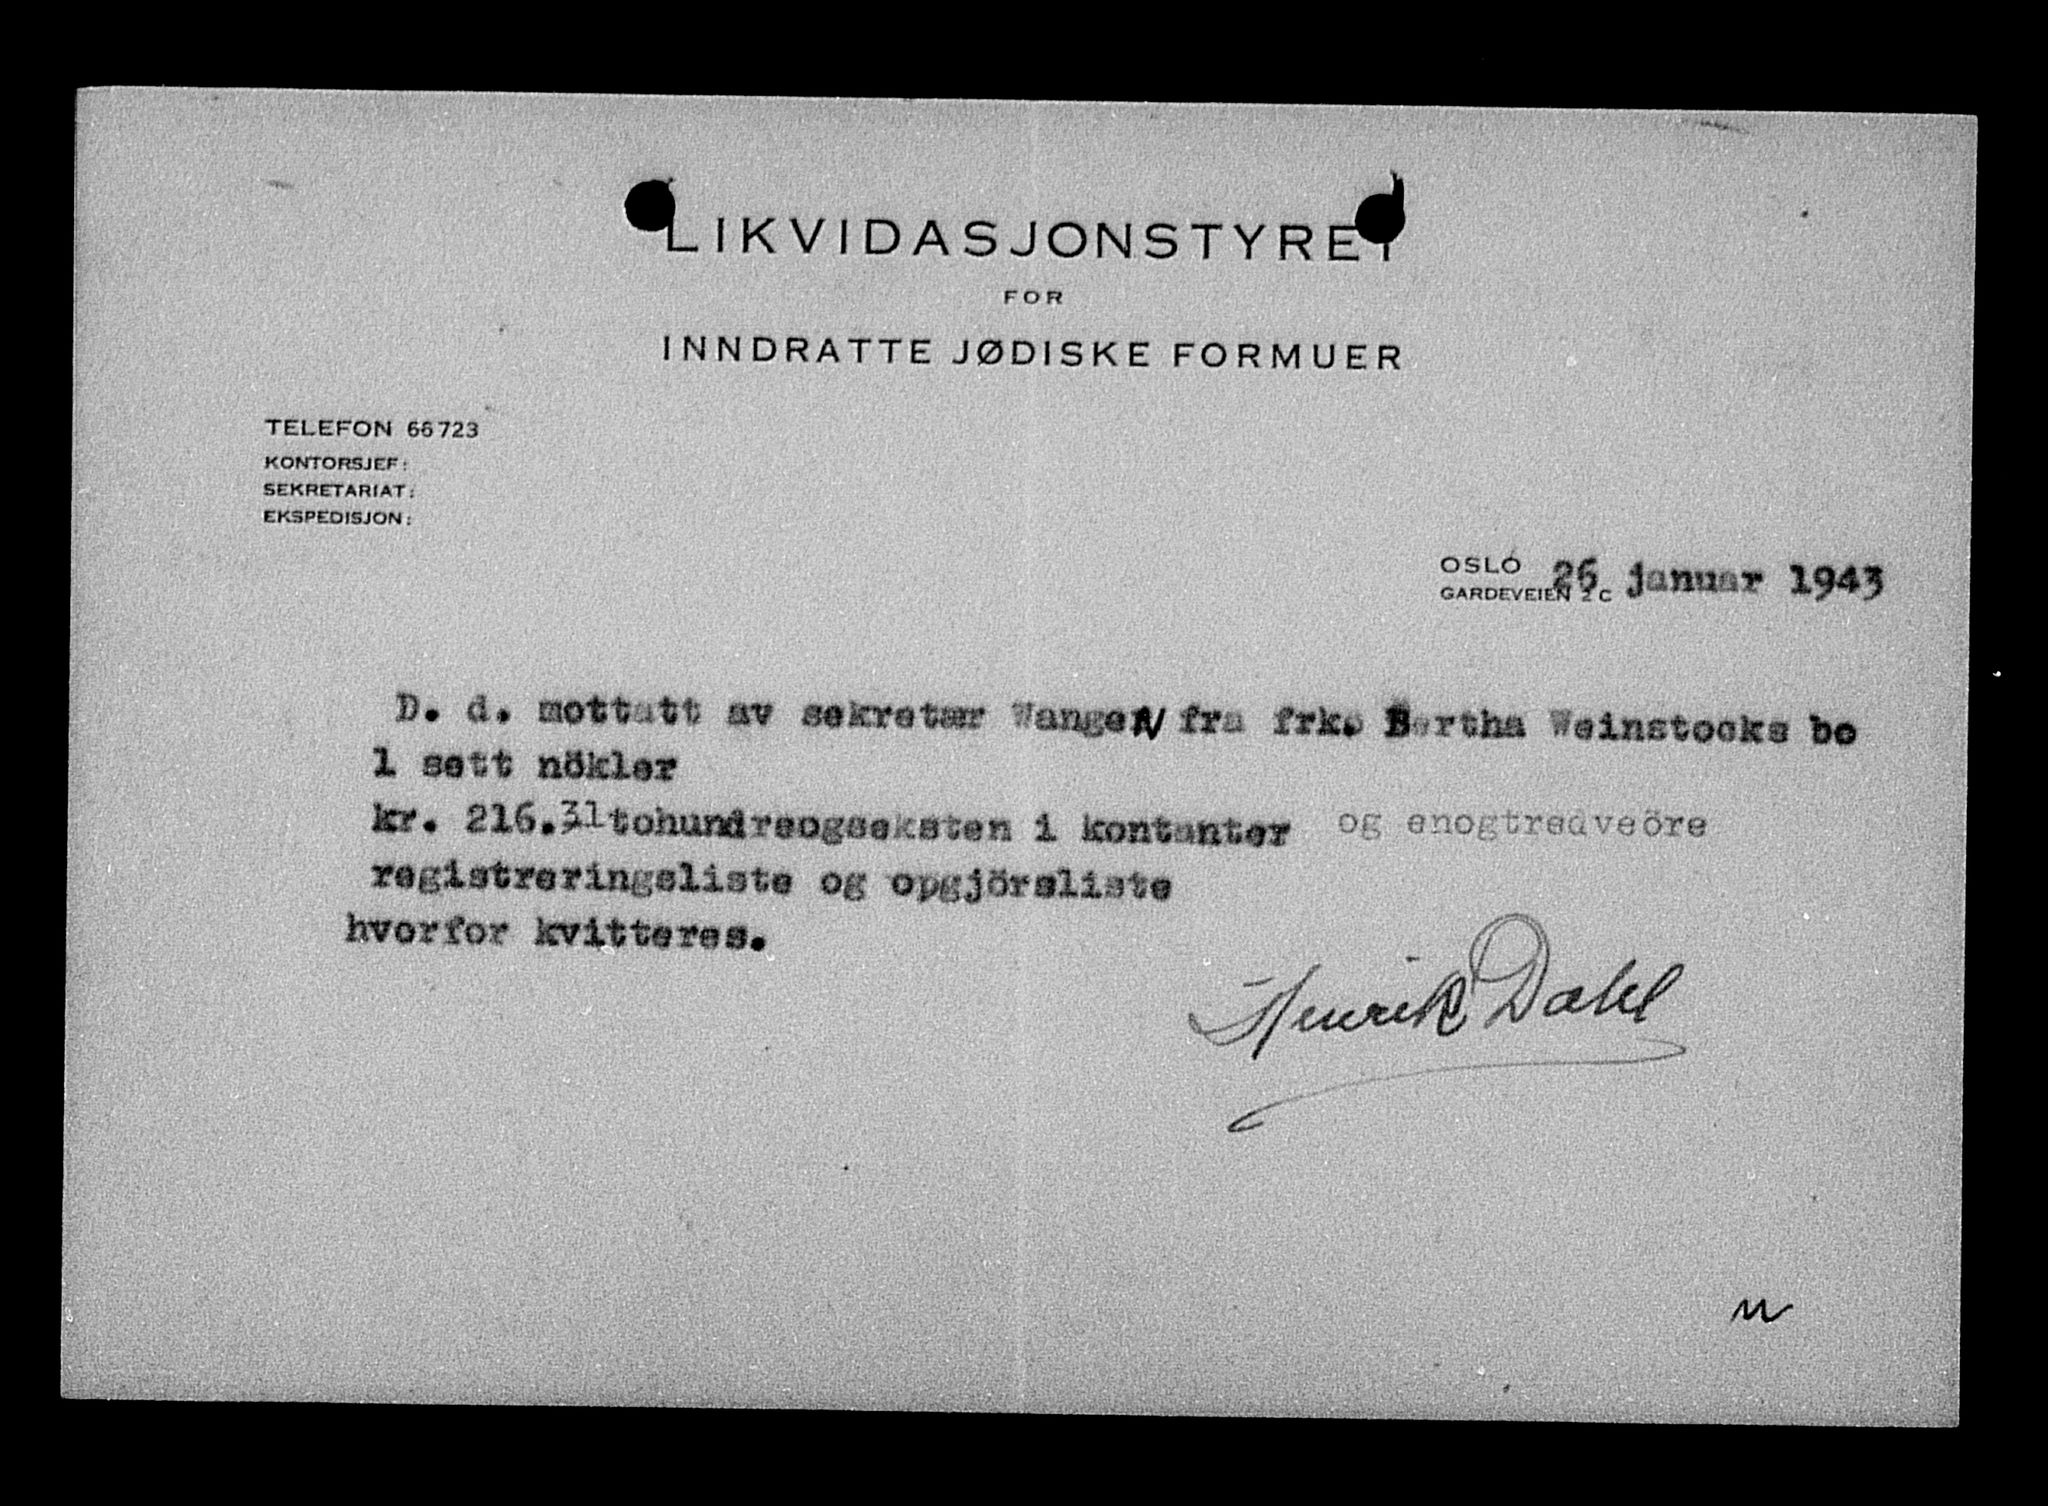 LIKVIDASJONSTYRET
FOR
INNDRATTE JØDISKE FORMUER
TELEFON 66723
KONTORSJEF:
SEKRETARIAT:
EKSPEDISJON:
OSLO 26 januar 1943
GARDEVEIEN 2C
D. d. mottatt av sekretær Wangen fra frk. Bertha Weinstocks bo
1 sett nökler
kr. 216.31 tohundreogseksten i kontanter og enogtredveöre
registreringsliste og opgjörsliste
hvorfor kvitteres.
Henrik Dahl